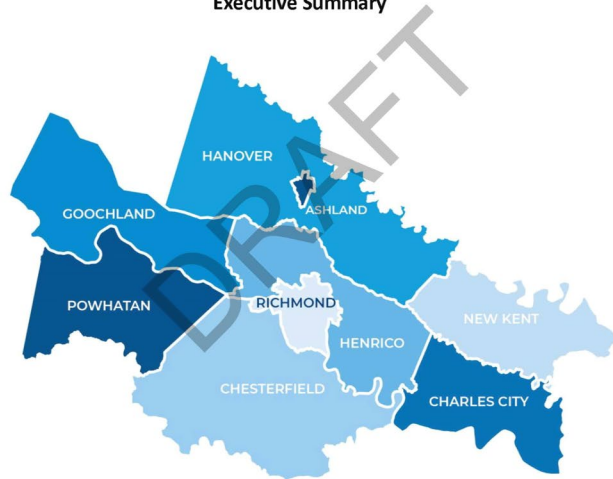 Executive Summary
DRAFT
HANOVER
ASHLAND
GOOCHLAND
POWHATAN
RICHMOND
NEW KENT
HENRICO
CHESTERFIELD
CHARLES CITY